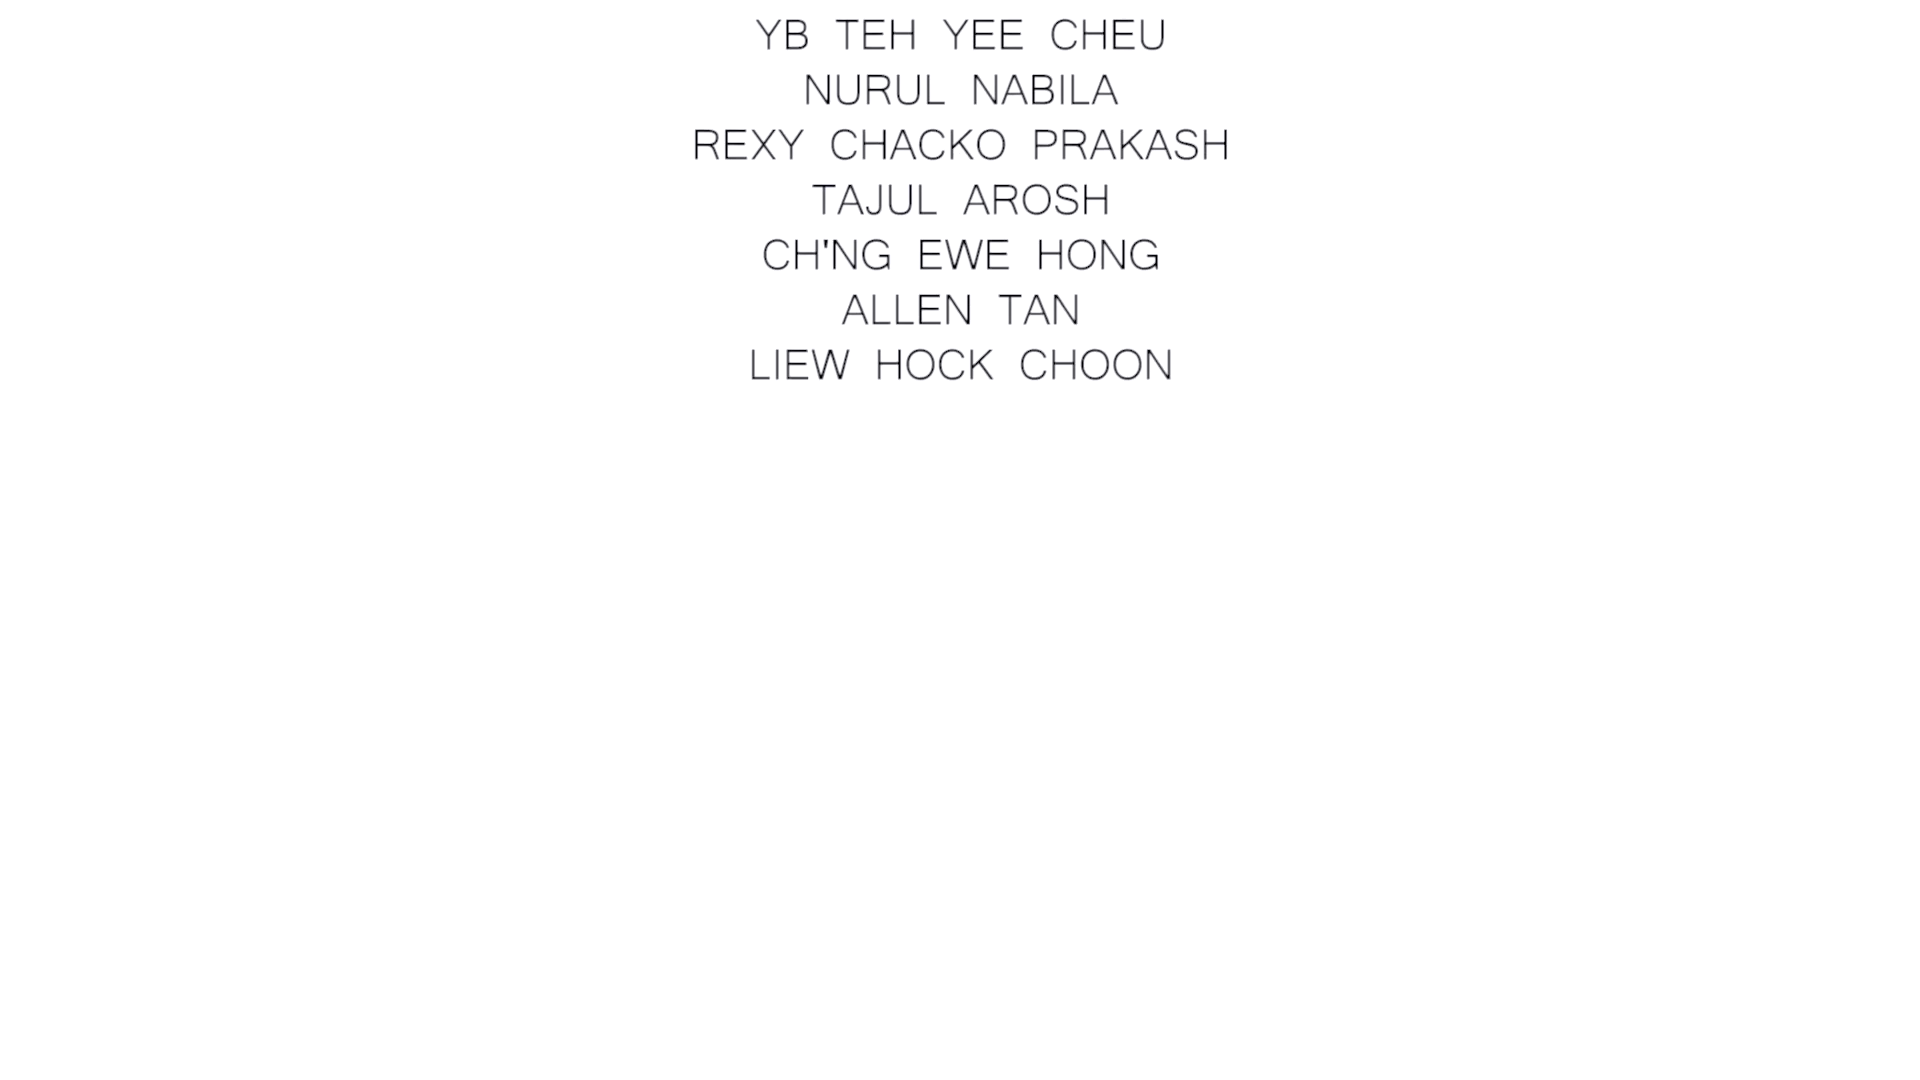 YB TEH YEE CHEU
NURUL NABILA
REXY CHACKO PRAKASH
TAJUL AROSH
CH'NG EWE HONG
ALLEN TAN
LIEW HOCK CHOON